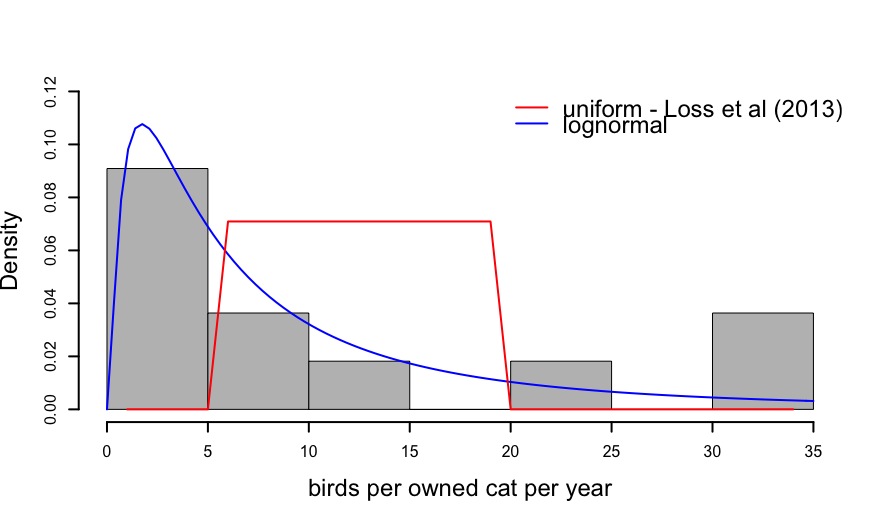 uniform - Loss et al (2013)
lognormal
Density
0.12
0.10
0.08
0.06
0.04
0.02
0.00
0 5 10 15 20 25 30 35
birds per owned cat per year